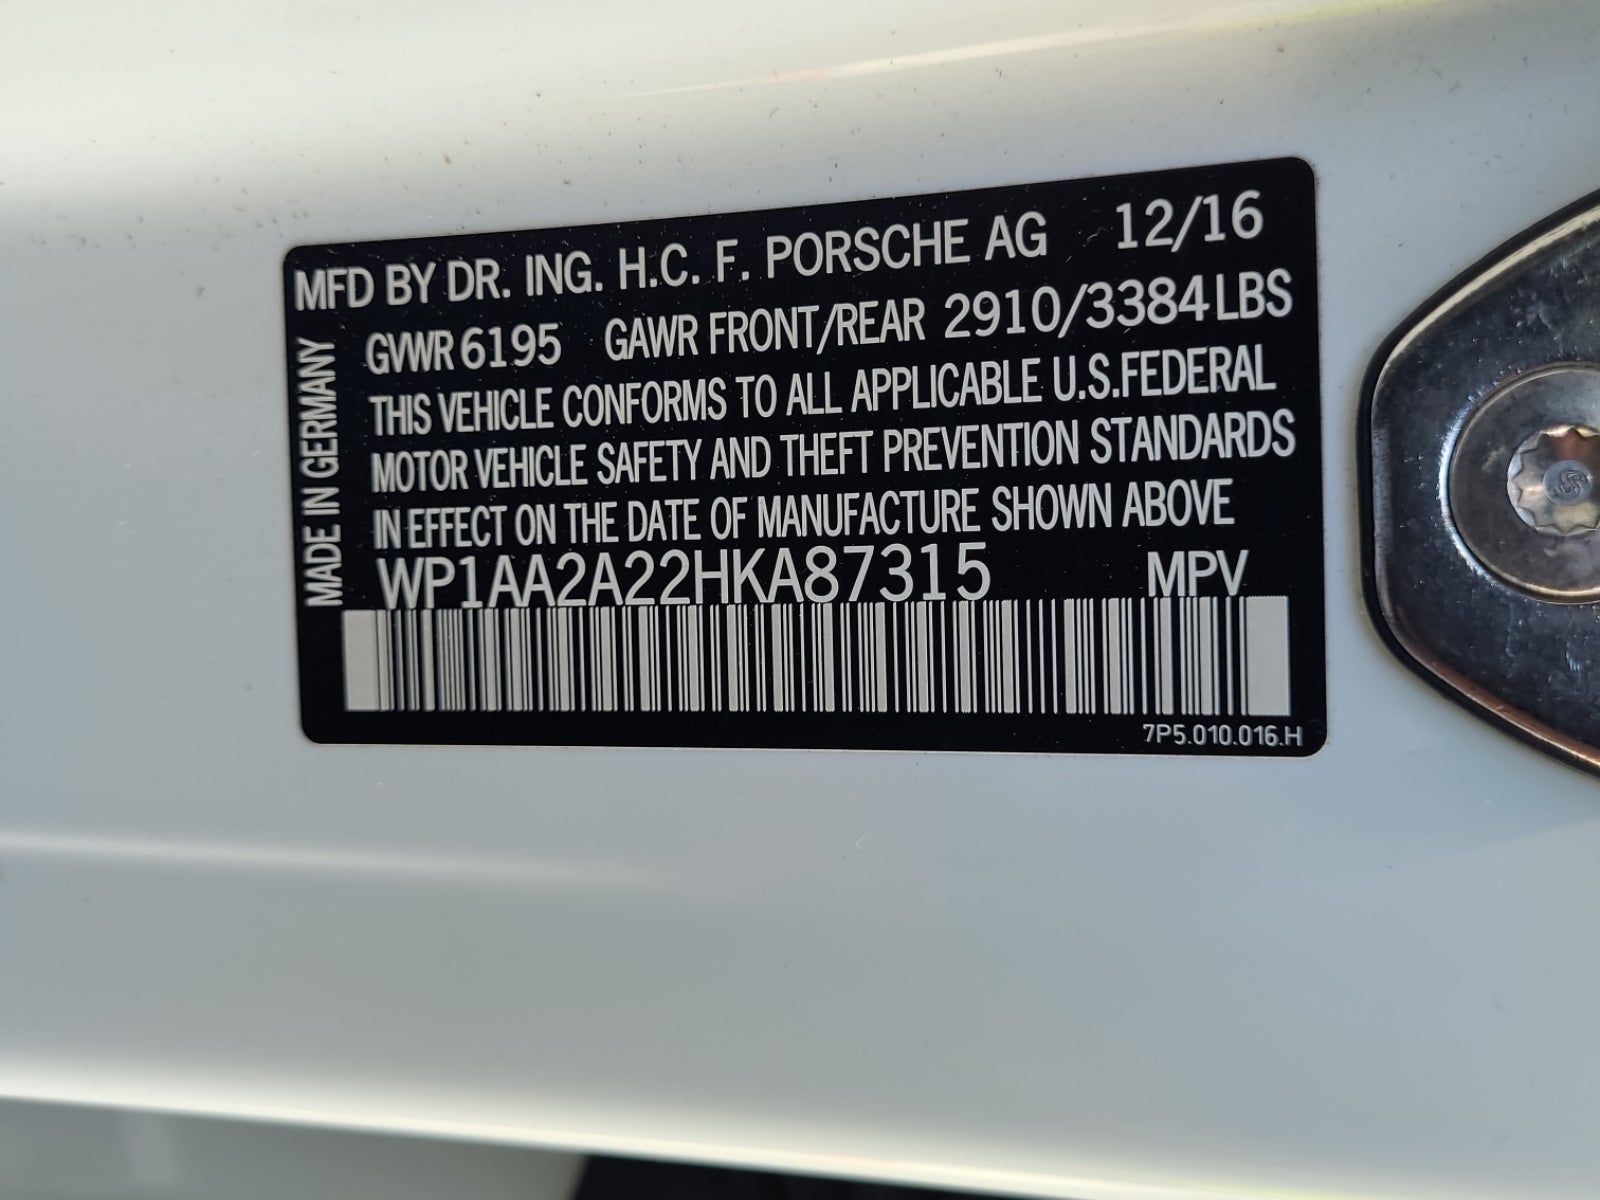 MFD BY DR. ING. H.C. F. PORSCHE AG 12/16
GVWR 6195 GAWR FRONT/REAR 2910/3384 LBS
THIS VEHICLE CONFORMS TO ALL APPLICABLE U.S.FEDERAL
MOTOR VEHICLE SAFETY AND THEFT PREVENTION STANDARDS
IN EFFECT ON THE DATE OF MANUFACTURE SHOWN ABOVE
WP1AA2A22HKA87315 MPV
MADE IN GERMANY
7P5.010.016.H